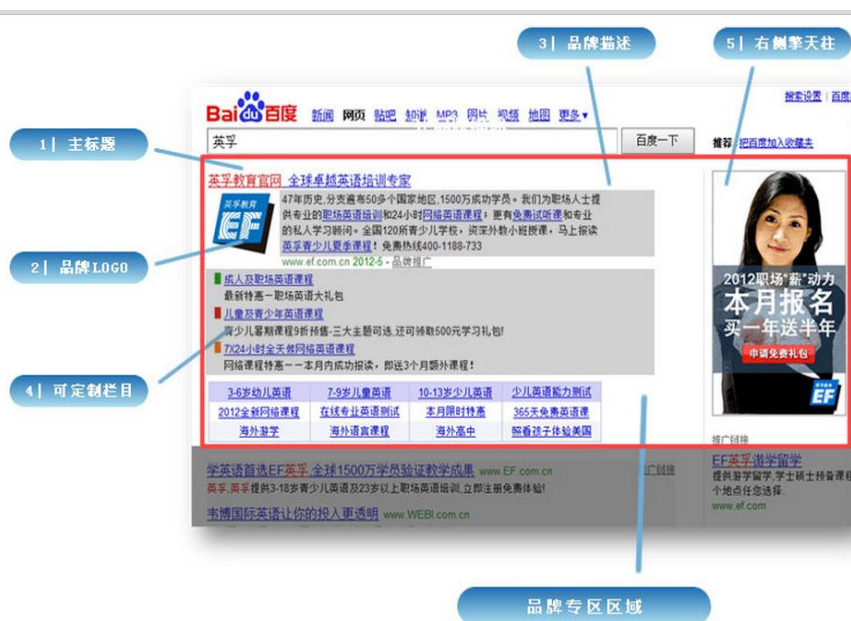 3| 品牌描述
5| 右侧擎天柱
搜索设置 | 百度
Bai du 百度 新闻 网页 贴吧 知道 MP3 图片 视频 地图 更多▼
1| 主标题
英孚
百度一下
推荐：把百度加入收藏夹
英孚教育官网 全球卓越英语培训专家
英孚教育
EF
47年历史,分支遍布50多个国家地区,1500万成功学员。我们为职场人士提
供专业的职场英语培训和24小时网络英语课程；更有免费试听课和专业
的私人学习顾问。全国120所青少儿学校，资深外教小班授课，马上报读
英孚青少儿夏季课程！免费热线400-1188-733
www.ef.com.cn 2012-5 - 品牌推广
2| 品牌LOGO
成人及职场英语课程
最新特惠－职场英语大礼包
儿童及青少年英语课程
青少儿暑期课程9折预售-三大主题可选,还可领取500元学习礼包!
7X24小时全天候网络英语课程
网络课程特惠－－本月内成功报读，即送3个月额外课程！
4| 可定制栏目
3-6岁幼儿英语 7-9岁儿童英语 10-13岁少儿英语 少儿英语能力测试
2012全新网络课程 在线专业英语测试 本月限时特惠 365天免费英语课
海外游学 海外语言课程 海外高中 陪着孩子体验美国
2012职场“薪”动力
本月报名
买一年送半年
申请免费礼包
EF
推广链接
学英语首选EF英孚,全球1500万学员验证教学成果 www.EF.com.cn
推广链接
英孚,英孚提供3-18岁青少儿英语及23岁以上职场英语培训,立即注册免费体验!
韦博国际英语让你的投入更透明 www.WEBi.com.cn
EF英孚游学留学
提供游学留学,学士硕士预备课程
个地点任您选择.
www.ef.com
品牌专区区域